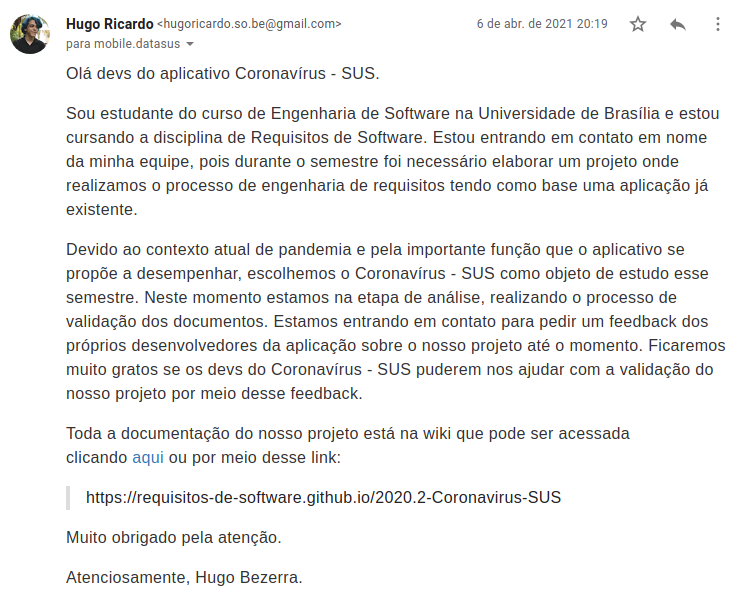 Hugo Ricardo <hugoricardo.so.be@gmail.com>
6 de abr. de 2021 20:19
para mobile.datasus
Olá devs do aplicativo Coronavírus - SUS.
Sou estudante do curso de Engenharia de Software na Universidade de Brasília e estou
cursando a disciplina de Requisitos de Software. Estou entrando em contato em nome
da minha equipe, pois durante o semestre foi necessário elaborar um projeto onde
realizamos o processo de engenharia de requisitos tendo como base uma aplicação já
existente.
Devido ao contexto atual de pandemia e pela importante função que o aplicativo se
propõe a desempenhar, escolhemos o Coronavírus - SUS como objeto de estudo esse
semestre. Neste momento estamos na etapa de análise, realizando o processo de
validação dos documentos. Estamos entrando em contato para pedir um feedback dos
próprios desenvolvedores da aplicação sobre o nosso projeto até o momento. Ficaremos
muito gratos se os devs do Coronavírus - SUS puderem nos ajudar com a validação do
nosso projeto por meio desse feedback.
Toda a documentação do nosso projeto está na wiki que pode ser acessada
clicando aqui ou por meio desse link:
https://requisitos-de-software.github.io/2020.2-Coronavirus-SUS
Muito obrigado pela atenção.
Atenciosamente, Hugo Bezerra.